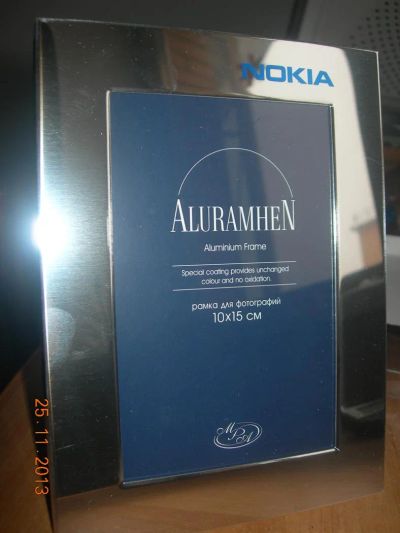 NOKIA
ALURAMHEN
Aluminium Frame
Special coating provides unchanged
colour and no oxidation.
рамка для фотографий
10x15 см
МРА
25 11 2013